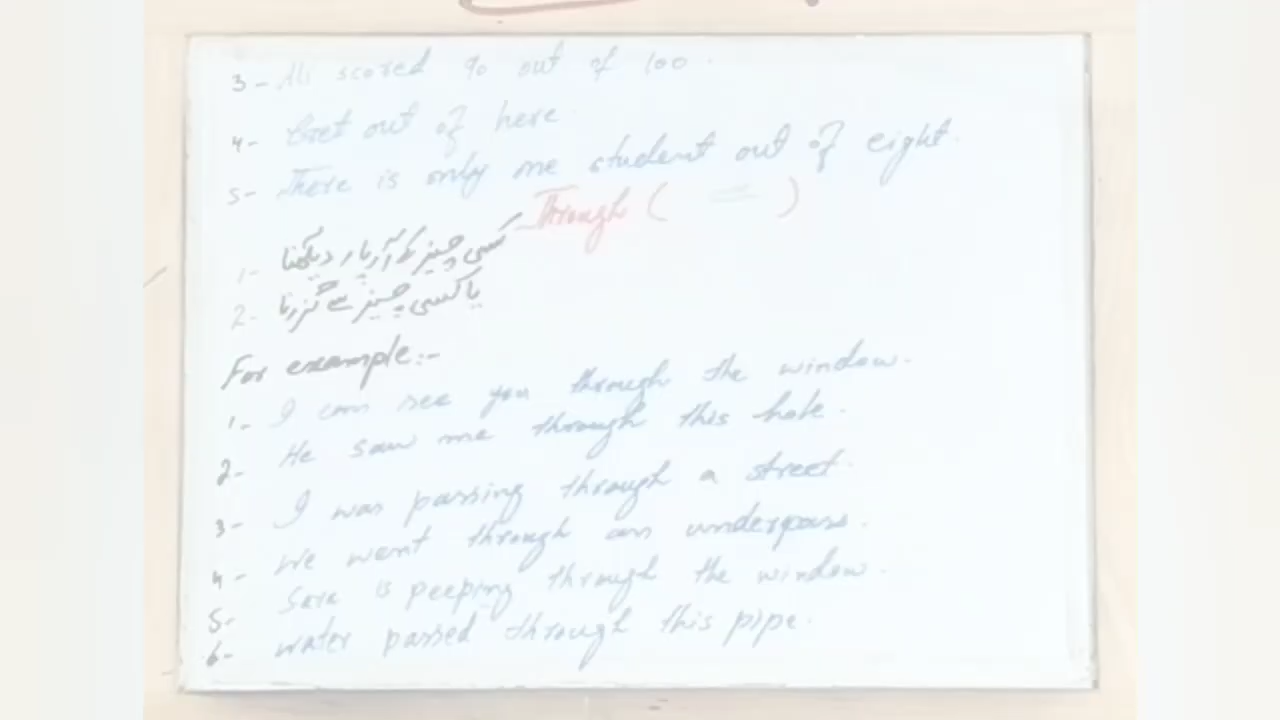 3- Ali scored 90 out of 100.
4- Get out of here.
5- There is only one student out of eight.
Through ( = )
1- کسی چیز کے آر پار دیکھنا
2- یا کسی چیز سے گزرنا
For example:-
1- I can see you through the window.
2- He saw me through this hole.
3- I was passing through a street.
4- We went through an underpass.
5- Sara is peeping through the window.
6- water passed through this pipe.